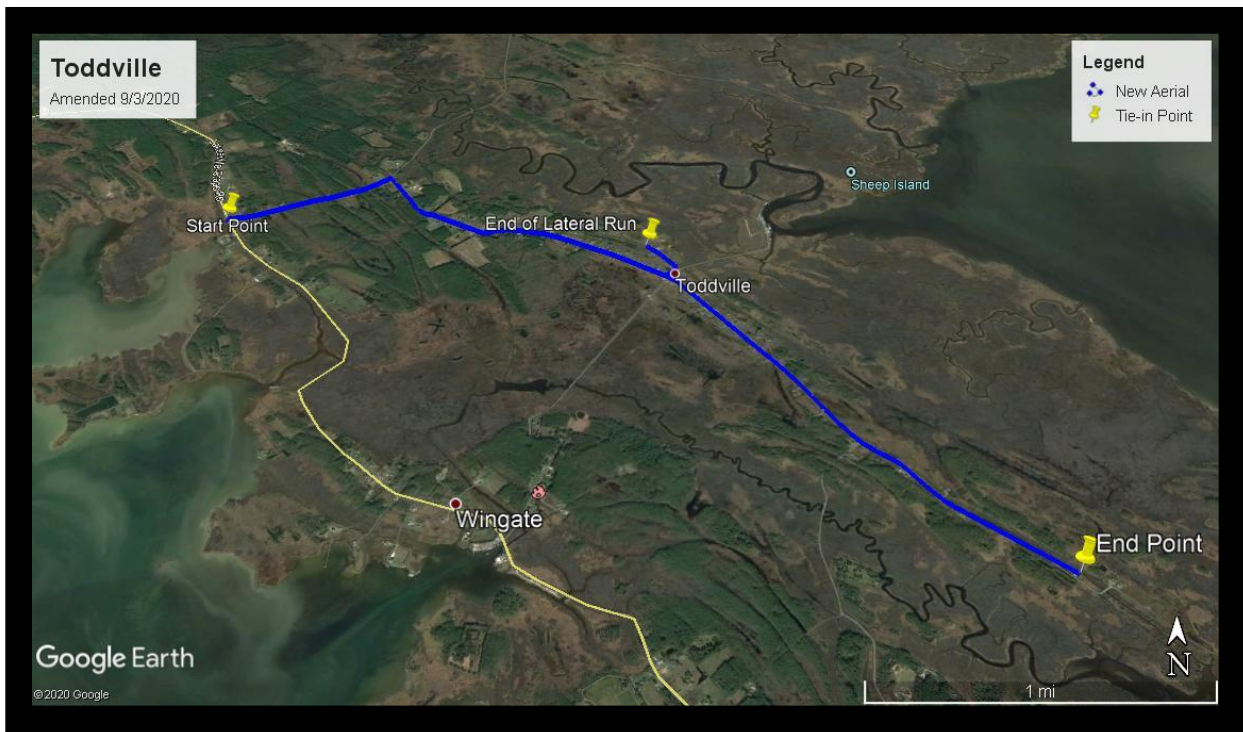 Toddville
Amended 9/3/2020
Legend
New Aerial
Tie-in Point
Sheep Island
Start Point
End of Lateral Run
Toddville
Wingate
End Point
N
Google Earth
© 2020 Google
1 mi